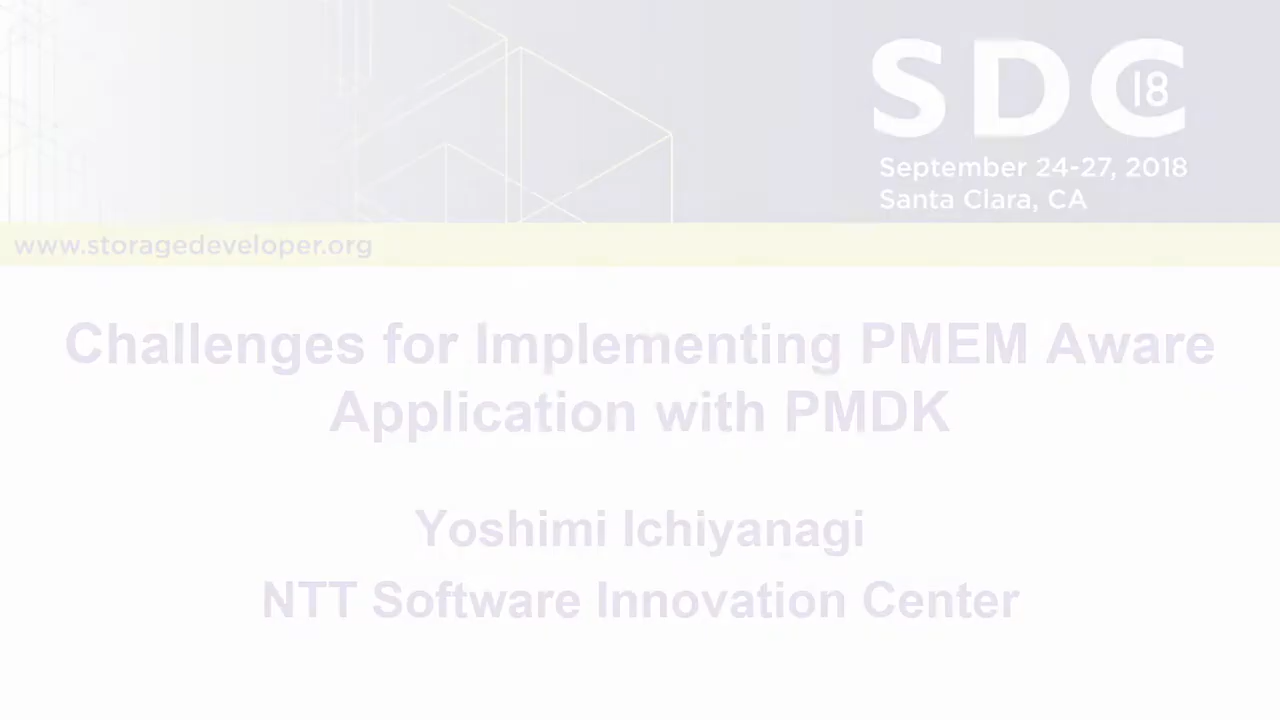 SDC
18
September 24-27, 2018
Santa Clara, CA
www.storagedeveloper.org
Challenges for Implementing PMEM Aware
Application with PMDK
Yoshimi Ichiyanagi
NTT Software Innovation Center